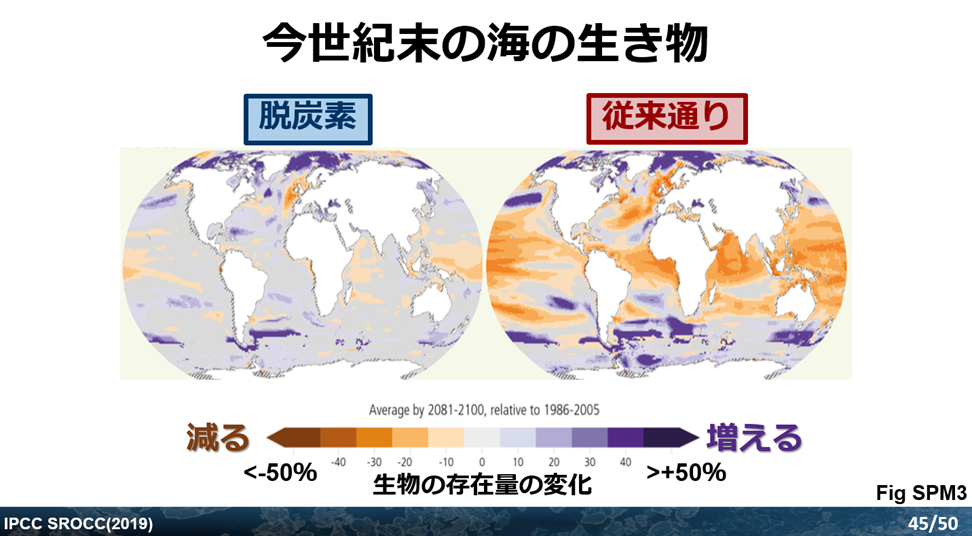 今世紀末の海の生き物
脱炭素
従来通り
Average by 2081-2100, relative to 1986-2005
減る
増える
-40 -30 -20 -10 0 10 20 30 40
<-50%
>+50%
生物の存在量の変化
Fig SPM3
IPCC SROCC(2019)
45/50